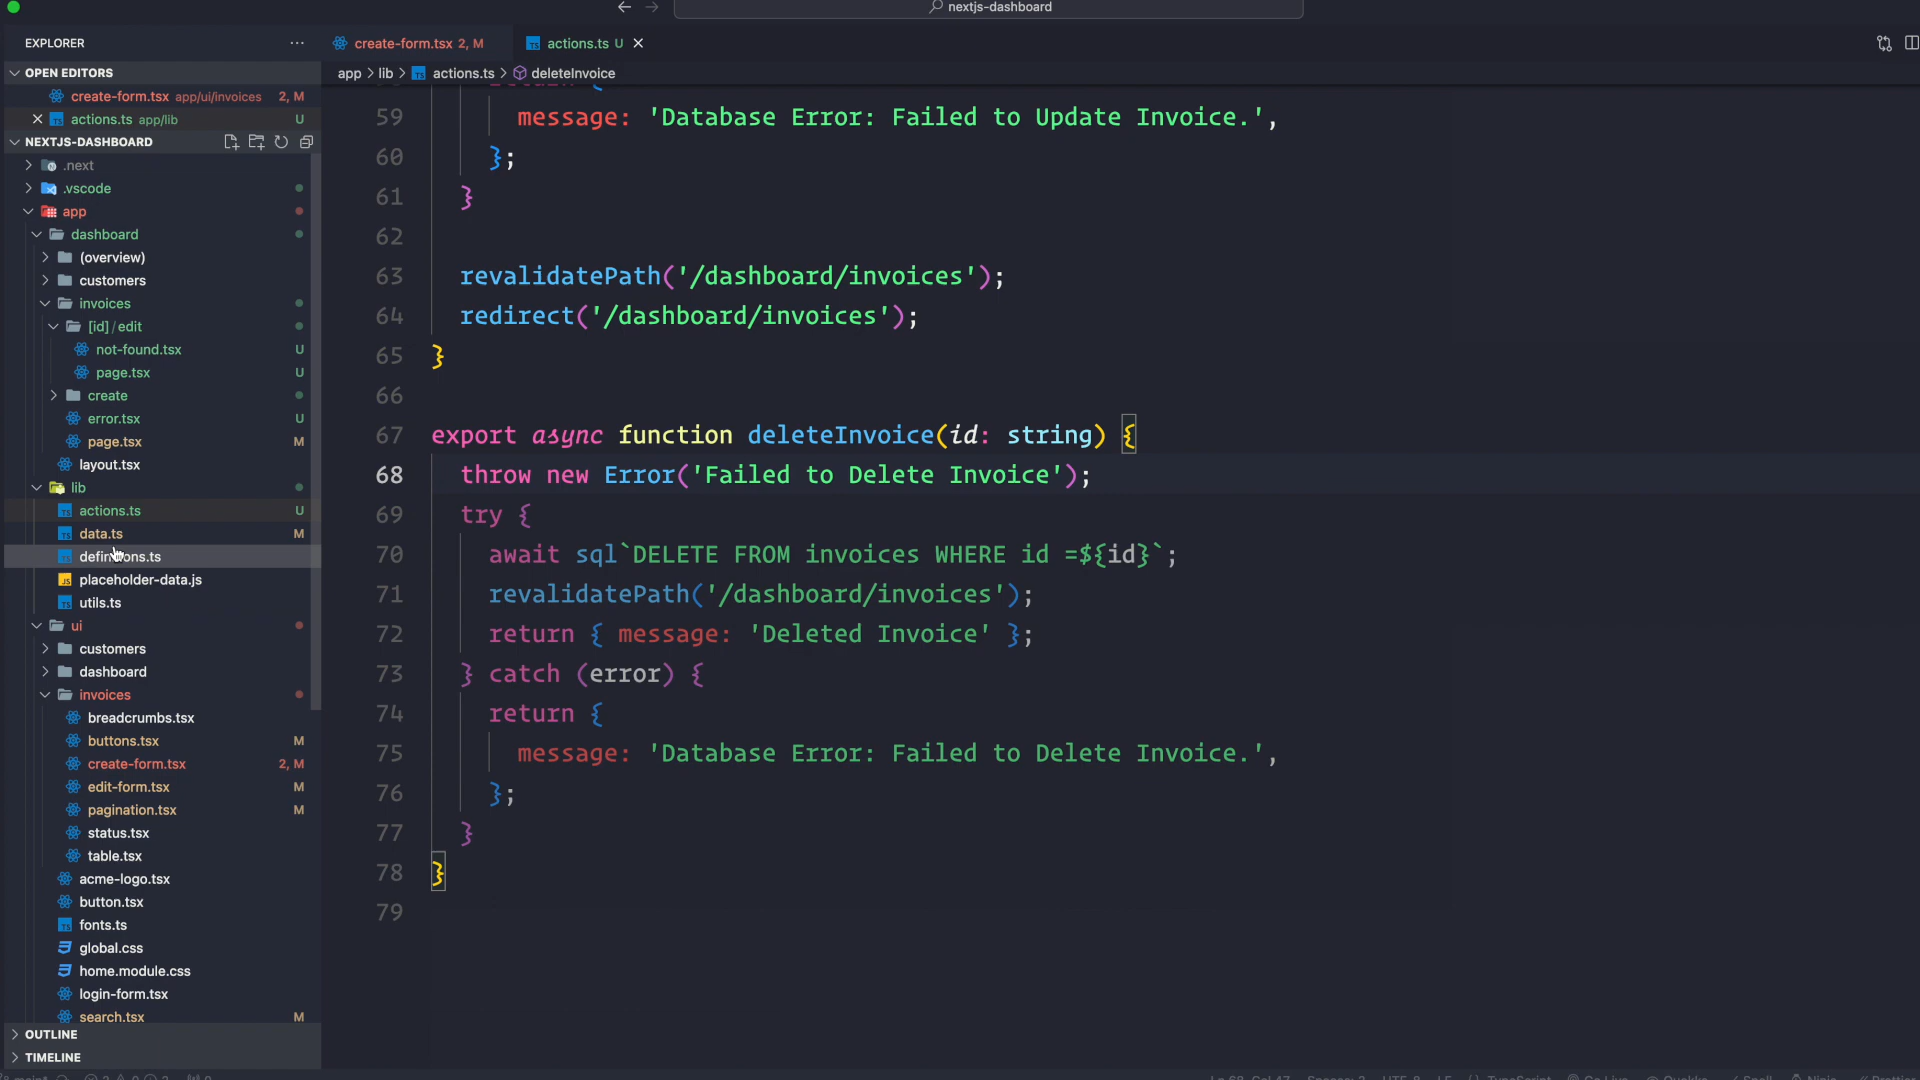 nextjs-dashboard
EXPLORER
create-form.tsx 2, M
actions.ts U
OPEN EDITORS
app > lib > actions.ts > deleteInvoice
create-form.tsx app/ui/invoices 2, M
actions.ts app/lib U
NEXTJS-DASHBOARD
.next
.vscode
app
dashboard
(overview)
customers
invoices
[id]/edit
not-found.tsx U
page.tsx U
create
error.tsx U
page.tsx M
layout.tsx
lib
actions.ts U
data.ts M
definitions.ts
placeholder-data.js
utils.ts
ui
customers
dashboard
invoices
breadcrumbs.tsx
buttons.tsx M
create-form.tsx 2, M
edit-form.tsx M
pagination.tsx M
status.tsx
table.tsx
acme-logo.tsx
button.tsx
fonts.ts
global.css
home.module.css
login-form.tsx
search.tsx M
OUTLINE
TIMELINE
59 message: 'Database Error: Failed to Update Invoice.',
60 };
61 }
62
63 revalidatePath('/dashboard/invoices');
64 redirect('/dashboard/invoices');
65 }
66
67 export async function deleteInvoice(id: string) {
68 throw new Error('Failed to Delete Invoice');
69 try {
70 await sql`DELETE FROM invoices WHERE id =${id}`;
71 revalidatePath('/dashboard/invoices');
72 return { message: 'Deleted Invoice' };
73 } catch (error) {
74 return {
75 message: 'Database Error: Failed to Delete Invoice.',
76 };
77 }
78 }
79